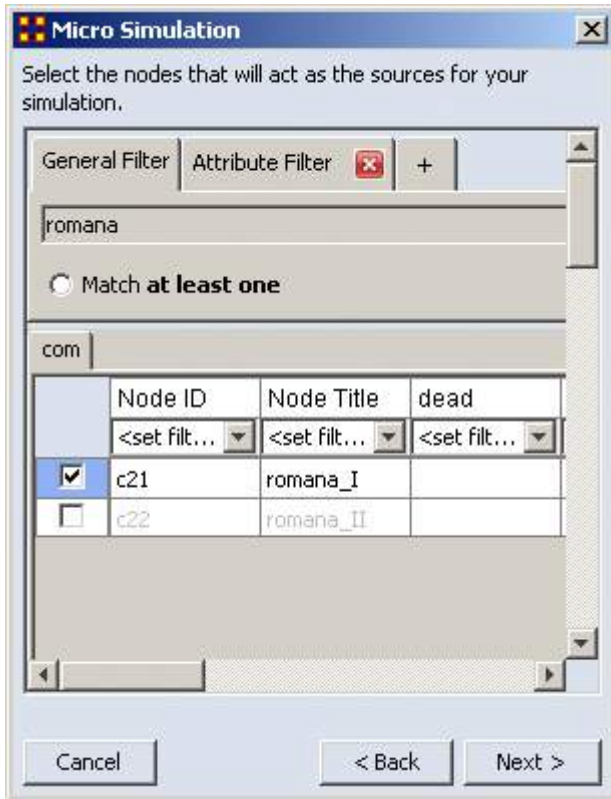 Micro Simulation
Select the nodes that will act as the sources for your
simulation.
General Filter Attribute Filter +
romana
Match at least one
com
Node ID Node Title dead
<set filt... <set filt... <set filt...
c21 romana_I
c22 romana_II
Cancel < Back Next >